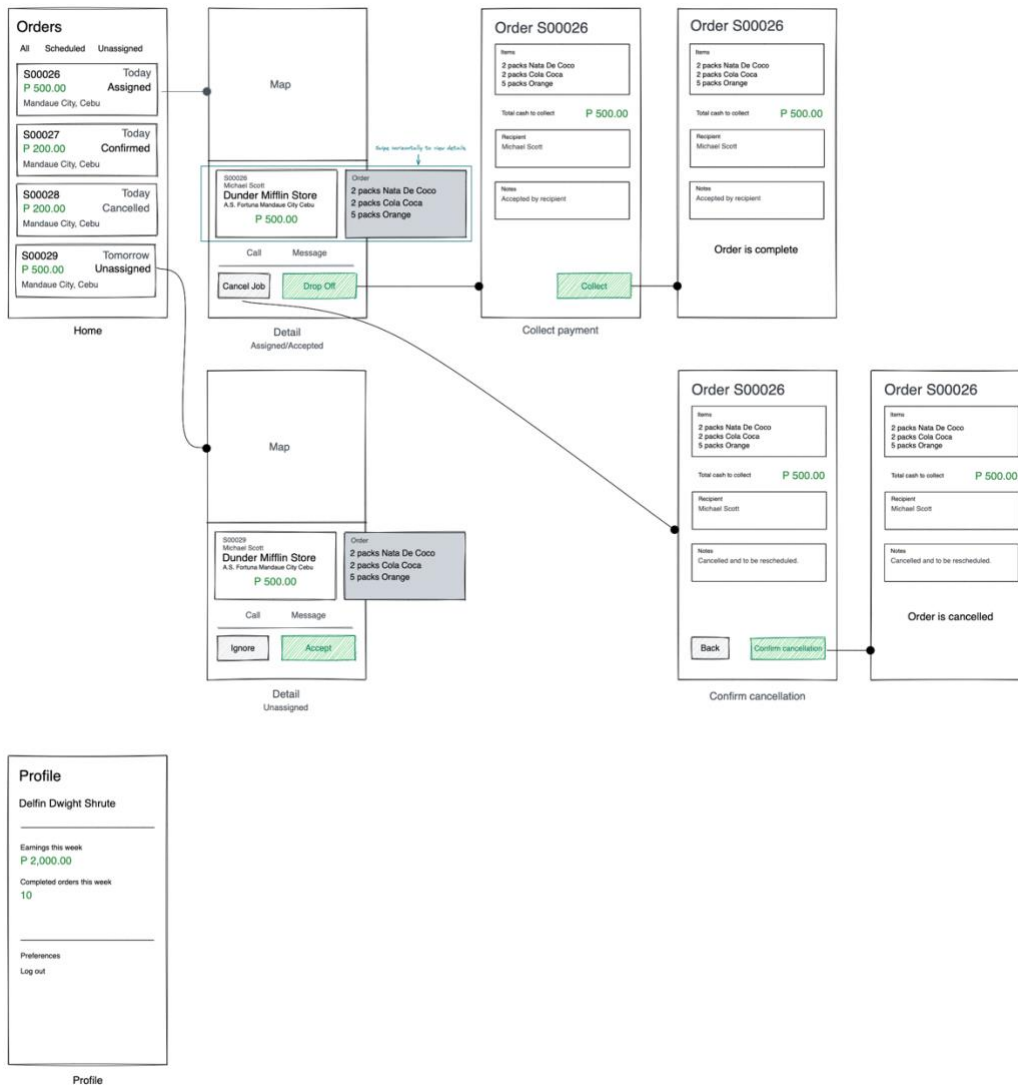 Orders
All Scheduled Unassigned
S00026 Today
P 500.00 Assigned
Mandaue City, Cebu
S00027 Today
P 200.00 Confirmed
Mandaue City, Cebu
S00028 Today
P 200.00 Cancelled
Mandaue City, Cebu
S00029 Tomorrow
P 500.00 Unassigned
Mandaue City, Cebu
Home
Map
Swipe horizontally to view details
S00026
Michael Scott
Dunder Mifflin Store
A.S. Fortuna Mandaue City Cebu
P 500.00
Order
2 packs Nata De Coco
2 packs Cola Coca
5 packs Orange
Call Message
Cancel Job Drop Off
Detail
Assigned/Accepted
Order S00026
Items
2 packs Nata De Coco
2 packs Cola Coca
5 packs Orange
Total cash to collect P 500.00
Recipient
Michael Scott
Notes
Accepted by recipient
Collect
Collect payment
Order S00026
Items
2 packs Nata De Coco
2 packs Cola Coca
5 packs Orange
Total cash to collect P 500.00
Recipient
Michael Scott
Notes
Accepted by recipient
Order is complete
Map
S00029
Michael Scott
Dunder Mifflin Store
A.S. Fortuna Mandaue City Cebu
P 500.00
Order
2 packs Nata De Coco
2 packs Cola Coca
5 packs Orange
Call Message
Ignore Accept
Detail
Unassigned
Order S00026
Items
2 packs Nata De Coco
2 packs Cola Coca
5 packs Orange
Total cash to collect P 500.00
Recipient
Michael Scott
Notes
Cancelled and to be rescheduled.
Back Confirm cancellation
Confirm cancellation
Order S00026
Items
2 packs Nata De Coco
2 packs Cola Coca
5 packs Orange
Total cash to collect P 500.00
Recipient
Michael Scott
Notes
Cancelled and to be rescheduled.
Order is cancelled
Profile
Delfin Dwight Shrute
Earnings this week
P 2,000.00
Completed orders this week
10
Preferences
Log out
Profile